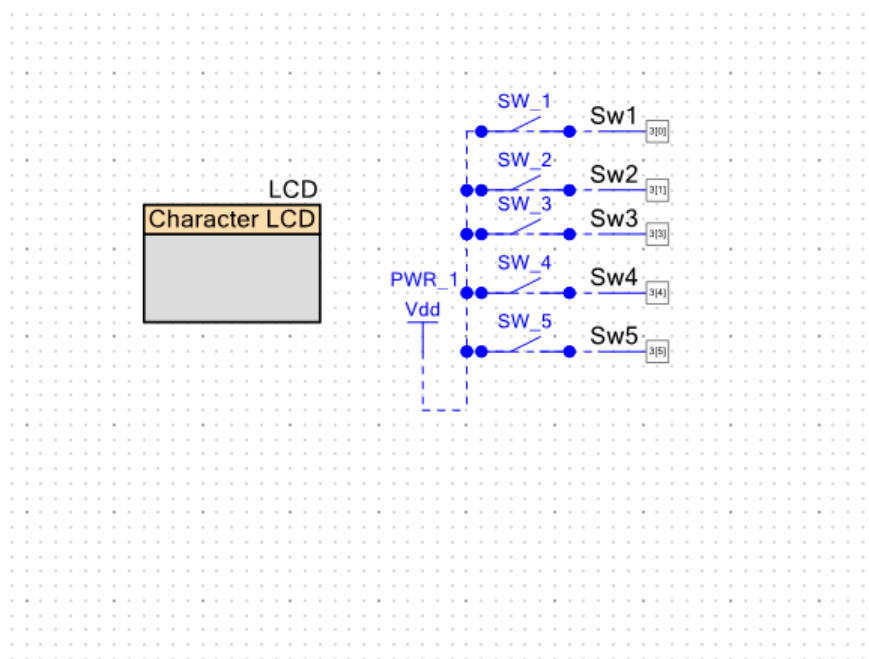 LCD
Character LCD
SW_1
Sw1
3[0]
SW_2
Sw2
3[1]
SW_3
Sw3
3[3]
SW_4
Sw4
3[4]
PWR_1
Vdd
SW_5
Sw5
3[5]